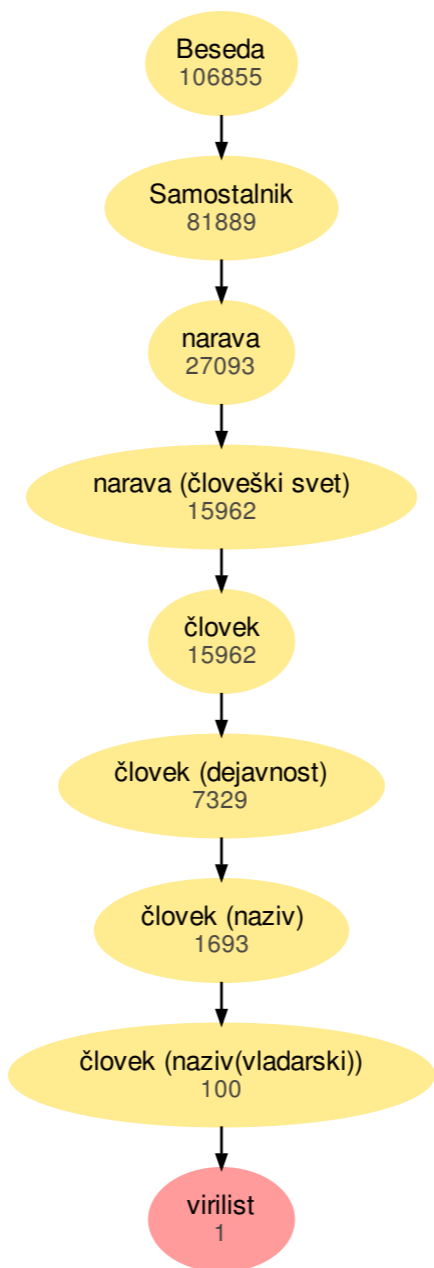 Beseda
106855
Samostalnik
81889
narava
27093
narava (človeški svet)
15962
človek
15962
človek (dejavnost)
7329
človek (naziv)
1693
človek (naziv(vladarski))
100
virilist
1